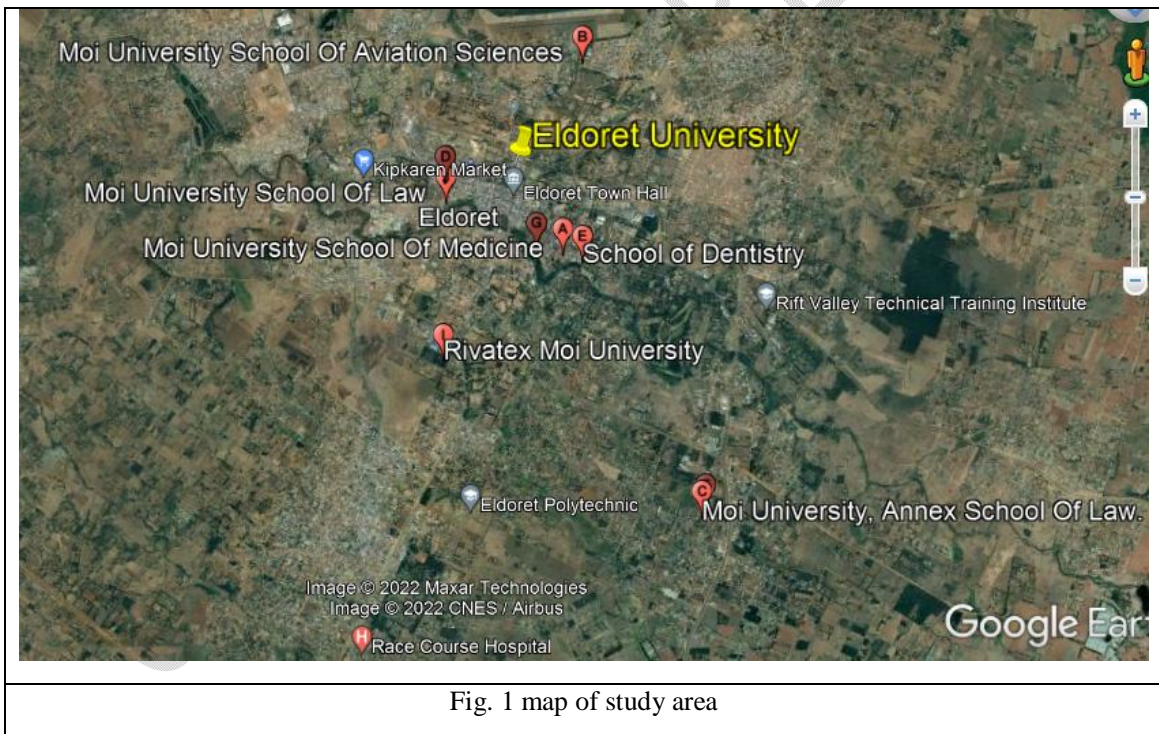 B
Moi University School Of Aviation Sciences
Eldoret University
D
Kipkaren Market
Moi University School Of Law
Eldoret Town Hall
Eldoret
G
A
E
Moi University School Of Medicine
School of Dentistry
Rift Valley Technical Training Institute
Rivatex Moi University
C
Eldoret Polytechnic
Moi University, Annex School Of Law.
Image © 2022 Maxar Technologies
Image © 2022 CNES / Airbus
Google Eart
H
Race Course Hospital
Fig. 1 map of study area